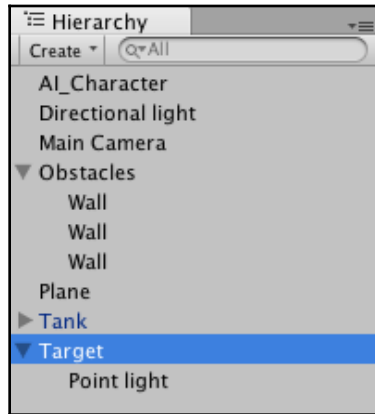 Hierarchy
Create All
AI_Character
Directional light
Main Camera
Obstacles
Wall
Wall
Wall
Plane
Tank
Target
Point light